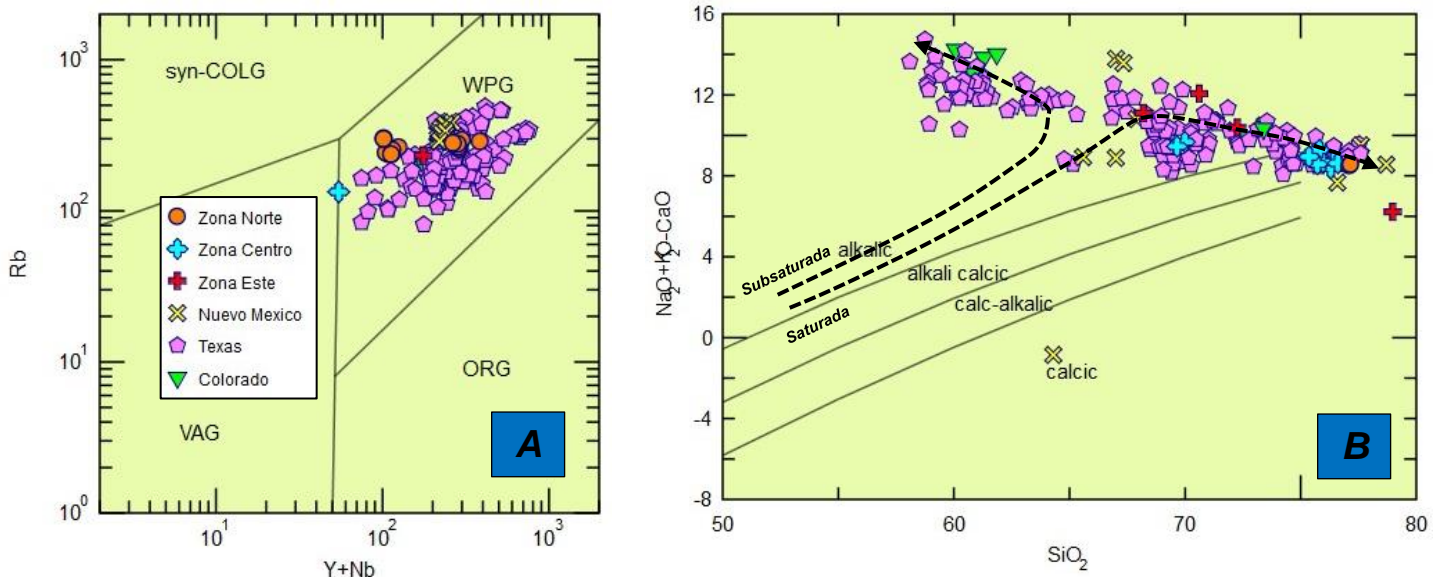 10³
10²
10¹
10⁰
Rb
syn-COLG
WPG
VAG
ORG
Zona Norte
Zona Centro
Zona Este
Nuevo Mexico
Texas
Colorado
A
10¹
10²
10³
Y+Nb
16
12
8
4
0
-4
-8
Na₂O+K₂O-CaO
Subsaturada
Saturada
alkalic
alkali calcic
calc-alkalic
calcic
B
50
60
70
80
SiO₂